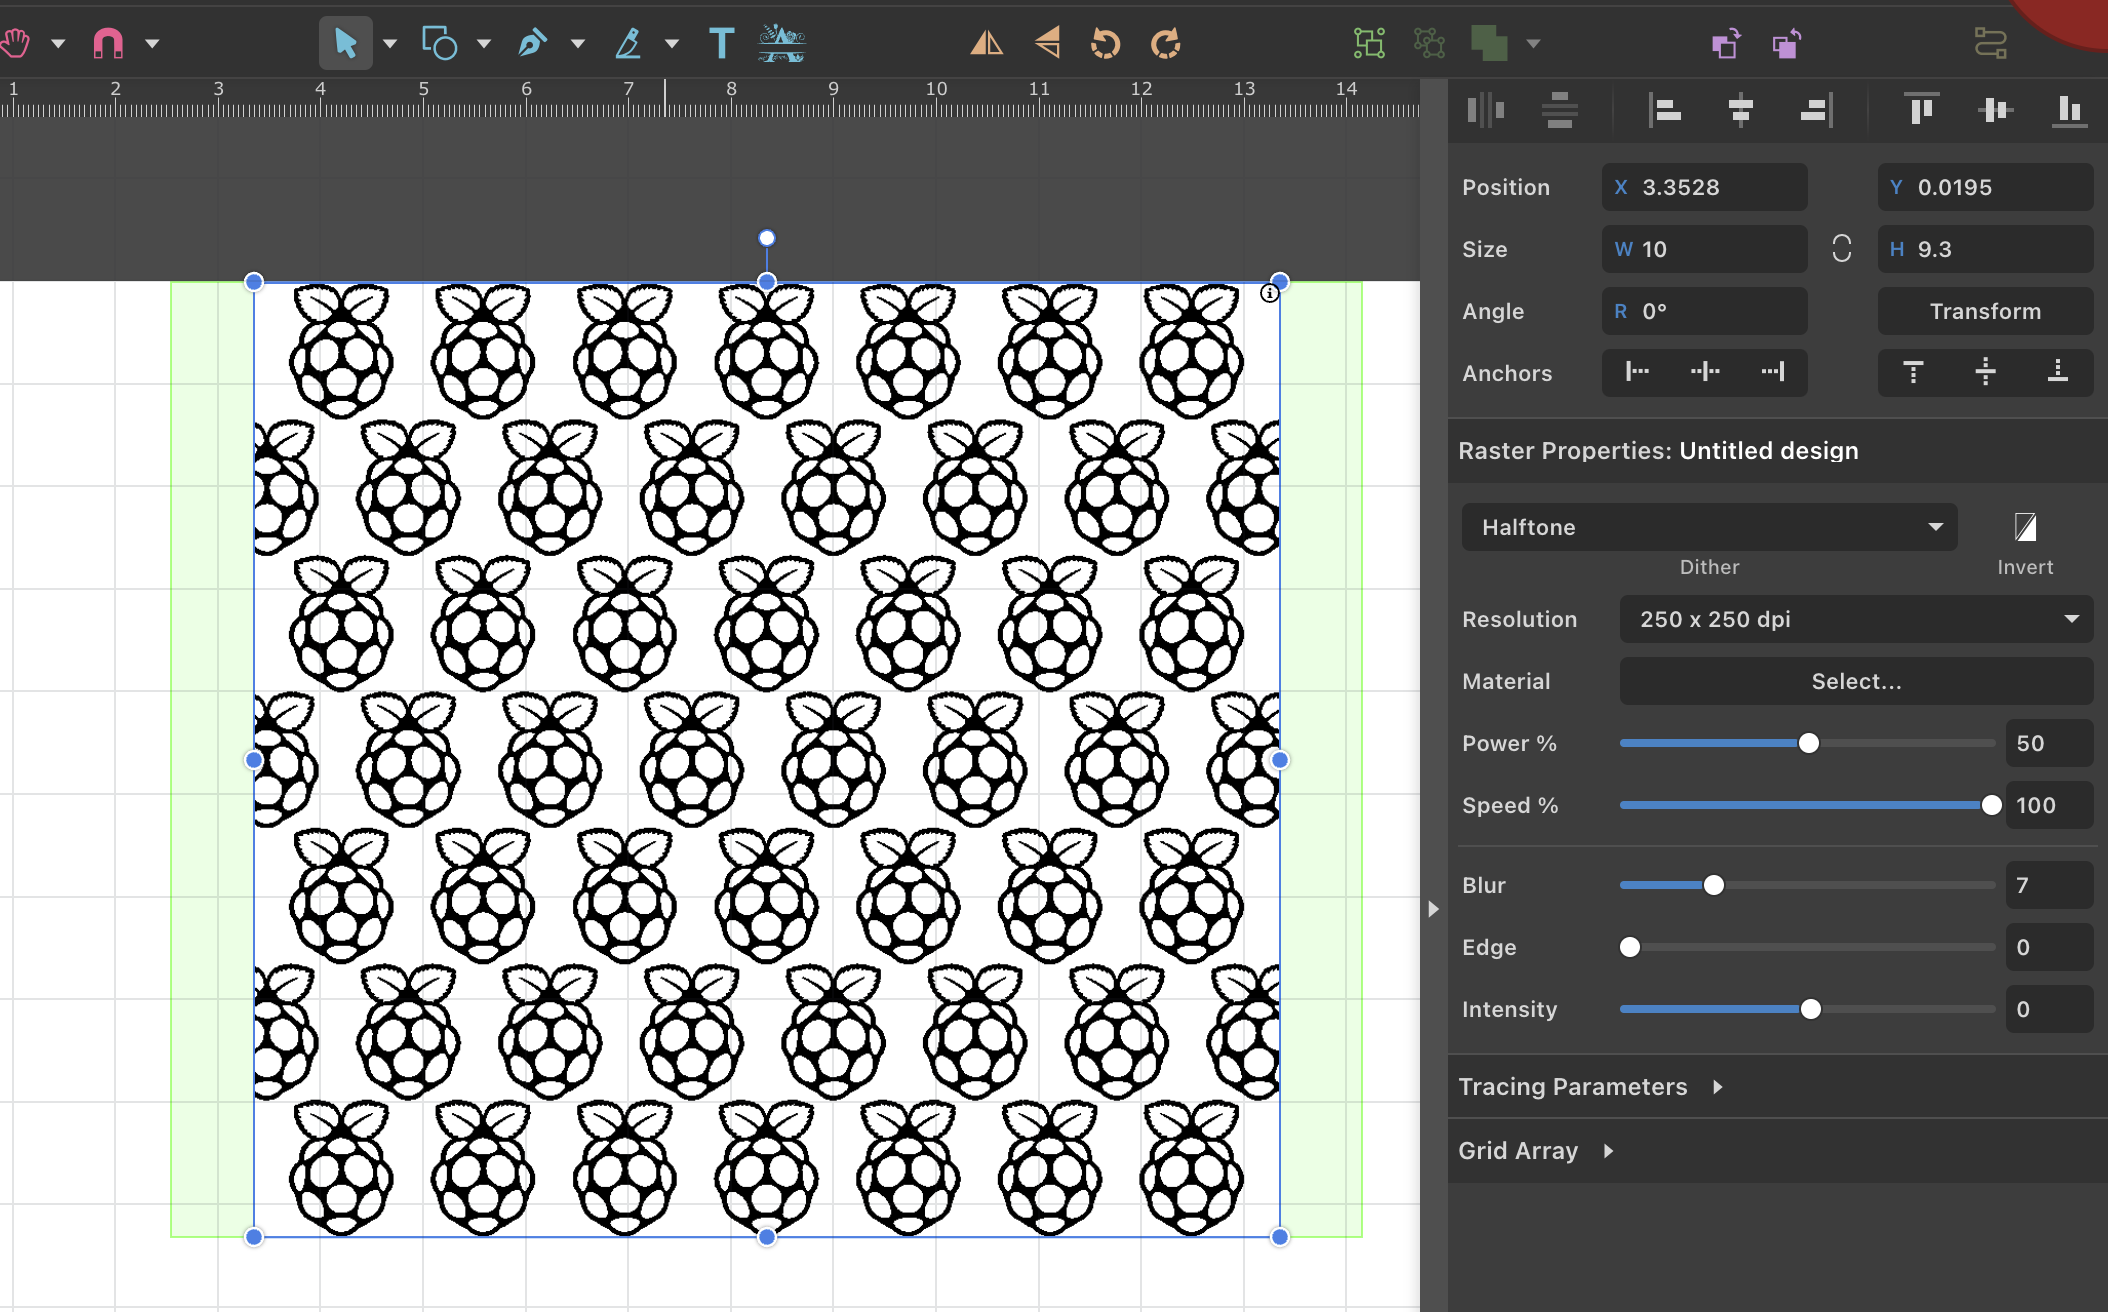 T
1 2 3 4 5 6 7 8 9 10 11 12 13 14
Position X 3.3528 Y 0.0195
Size W 10 H 9.3
Angle R 0° Transform
Anchors
Raster Properties: Untitled design
Halftone
Dither Invert
Resolution 250 x 250 dpi
Material Select...
Power % 50
Speed % 100
Blur 7
Edge 0
Intensity 0
Tracing Parameters
Grid Array